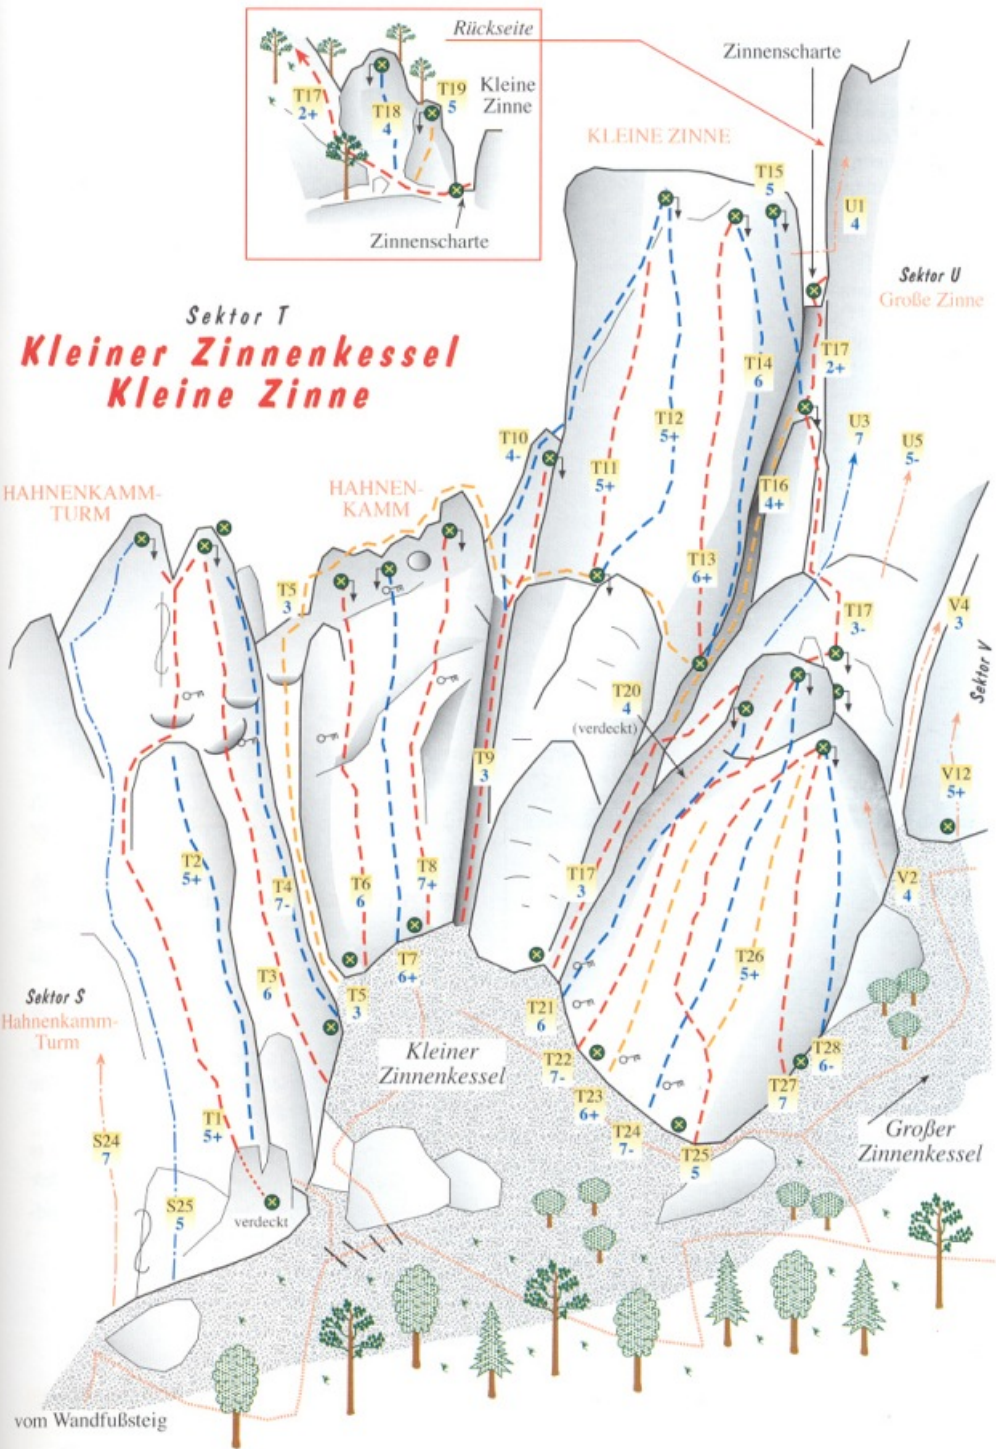 Rückseite
Zinnenscharte
T17
2+
T18
4
T19
5
Kleine
Zinne
Zinnenscharte
KLEINE ZINNE
T15
5
U1
4
Sektor U
Große Zinne
Sektor T
Kleiner Zinnenkessel
Kleine Zinne
T17
2+
T14
6
T12
5+
U3
7
U5
5-
T10
4-
T11
5+
T16
4+
HAHNENKAMM-
TURM
HAHNEN-
KAMM
T13
6+
T5
3
T17
3-
V4
3
Sektor V
T20
4
(verdeckt)
T9
3
V12
5+
T2
5+
T4
7-
T6
6
T8
7+
T17
3
V2
4
T3
6
T7
6+
T26
5+
T5
3
T21
6
Sektor S
Hahnenkamm-
Turm
Kleiner
Zinnenkessel
T22
7-
T28
6-
T23
6+
T27
7
T24
7-
T1
5+
S24
7
T25
5
Großer
Zinnenkessel
S25
5
verdeckt
vom Wandfußsteig